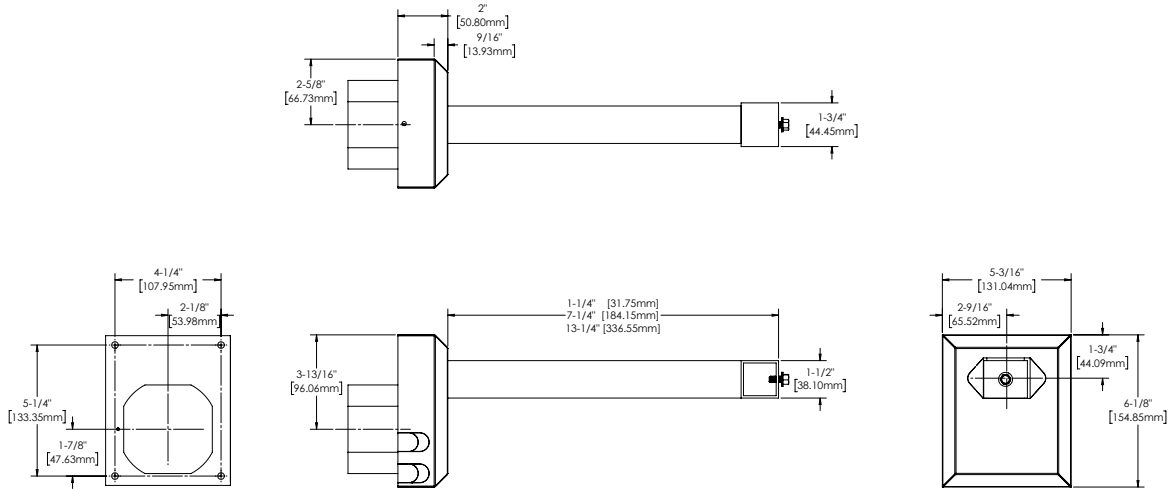 2"
[50.80mm]
9/16"
[13.93mm]
2-5/8"
[66.73mm]
1-3/4"
[44.45mm]
4-1/4"
[107.95mm]
2-1/8"
[53.98mm]
5-1/4"
[133.35mm]
1-7/8"
[47.63mm]
1-1/4" [31.75mm]
7-1/4" [184.15mm]
13-1/4" [336.55mm]
3-13/16"
[96.06mm]
1-1/2"
[38.10mm]
5-3/16"
[131.04mm]
2-9/16"
[65.52mm]
1-3/4"
[44.09mm]
6-1/8"
[154.85mm]